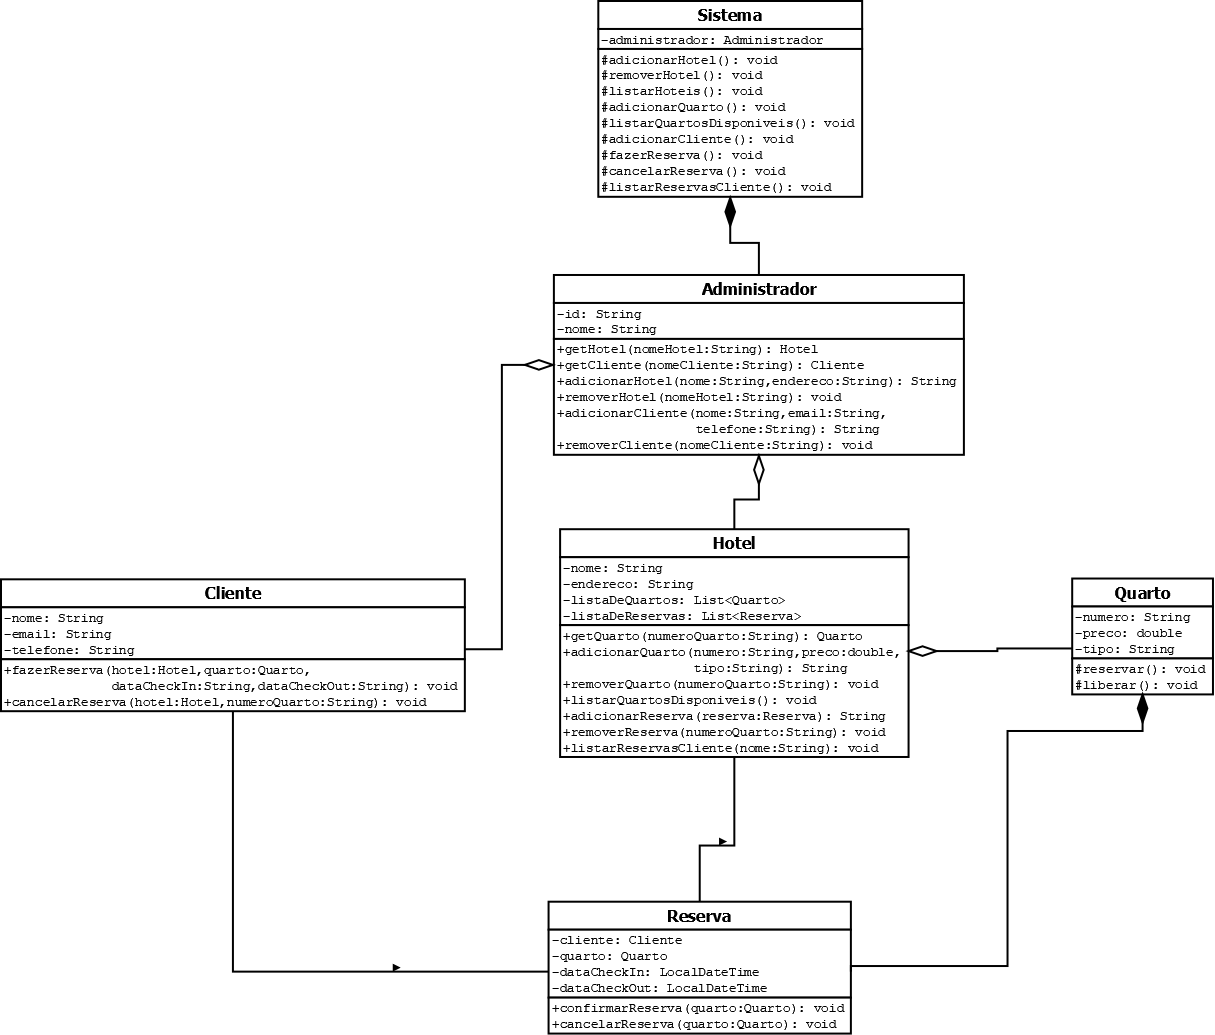 Sistema
-administrador: Administrador
#adicionarHotel(): void
#removerHotel(): void
#listarHoteis(): void
#adicionarQuarto(): void
#listarQuartosDisponiveis(): void
#adicionarCliente(): void
#fazerReserva(): void
#cancelarReserva(): void
#listarReservasCliente(): void
Administrador
-id: String
-nome: String
+getHotel(nomeHotel:String): Hotel
+getCliente(nomeCliente:String): Cliente
+adicionarHotel(nome:String,endereco:String): String
+removerHotel(nomeHotel:String): void
+adicionarCliente(nome:String,email:String,
telefone:String): String
+removerCliente(nomeCliente:String): void
Hotel
-nome: String
-endereco: String
-listaDeQuartos: List<Quarto>
-listaDeReservas: List<Reserva>
+getQuarto(numeroQuarto:String): Quarto
+adicionarQuarto(numero:String,preco:double,
tipo:String): String
+removerQuarto(numeroQuarto:String): void
+listarQuartosDisponiveis(): void
+adicionarReserva(reserva:Reserva): String
+removerReserva(numeroQuarto:String): void
+listarReservasCliente(nome:String): void
Cliente
-nome: String
-email: String
-telefone: String
+fazerReserva(hotel:Hotel,quarto:Quarto,
dataCheckIn:String,dataCheckOut:String): void
+cancelarReserva(hotel:Hotel,numeroQuarto:String): void
Quarto
-numero: String
-preco: double
-tipo: String
#reservar(): void
#liberar(): void
Reserva
-cliente: Cliente
-quarto: Quarto
-dataCheckIn: LocalDateTime
-dataCheckOut: LocalDateTime
+confirmarReserva(quarto:Quarto): void
+cancelarReserva(quarto:Quarto): void